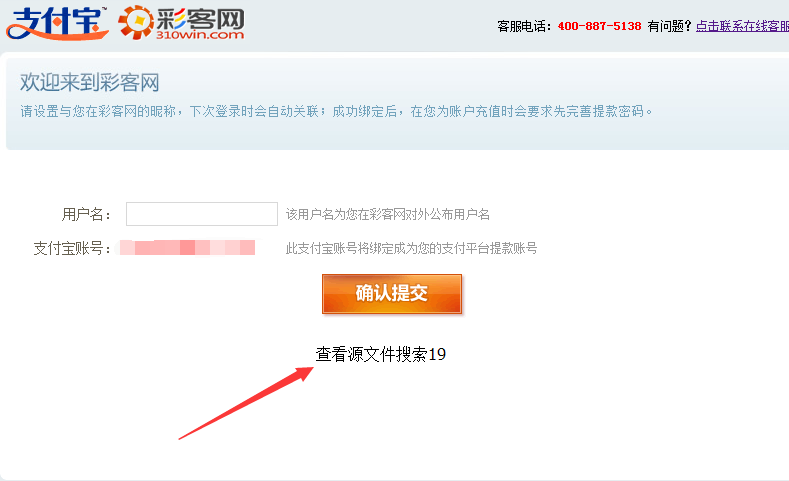 支付宝™ 彩客网
310win.com
客服电话：400-887-5138 有问题？点击联系在线客服
欢迎来到彩客网
请设置与您在彩客网的昵称，下次登录时会自动关联；成功绑定后，在您为账户充值时会要求先完善提款密码。
用户名： 该用户名为您在彩客网对外公布用户名
支付宝账号： 此支付宝账号将绑定成为您的支付平台提款账号
确认提交
查看源文件搜索19